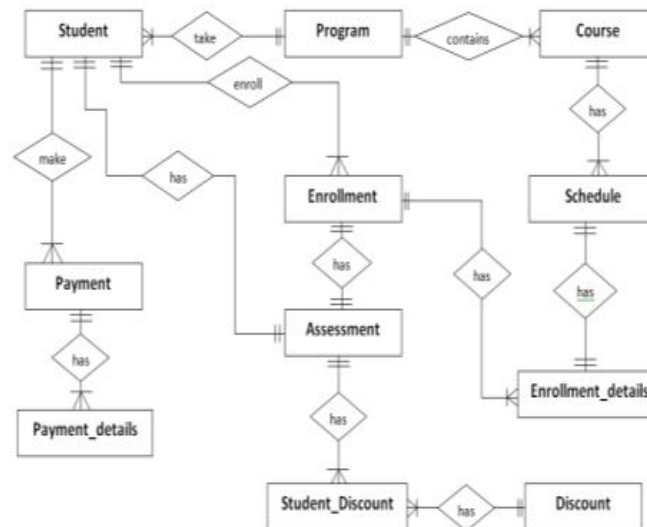 Student
take
Program
contains
Course
enroll
has
make
has
Enrollment
Schedule
has
has
has
Payment
Assessment
has
Enrollment_details
Payment_details
has
Student_Discount
has
Discount